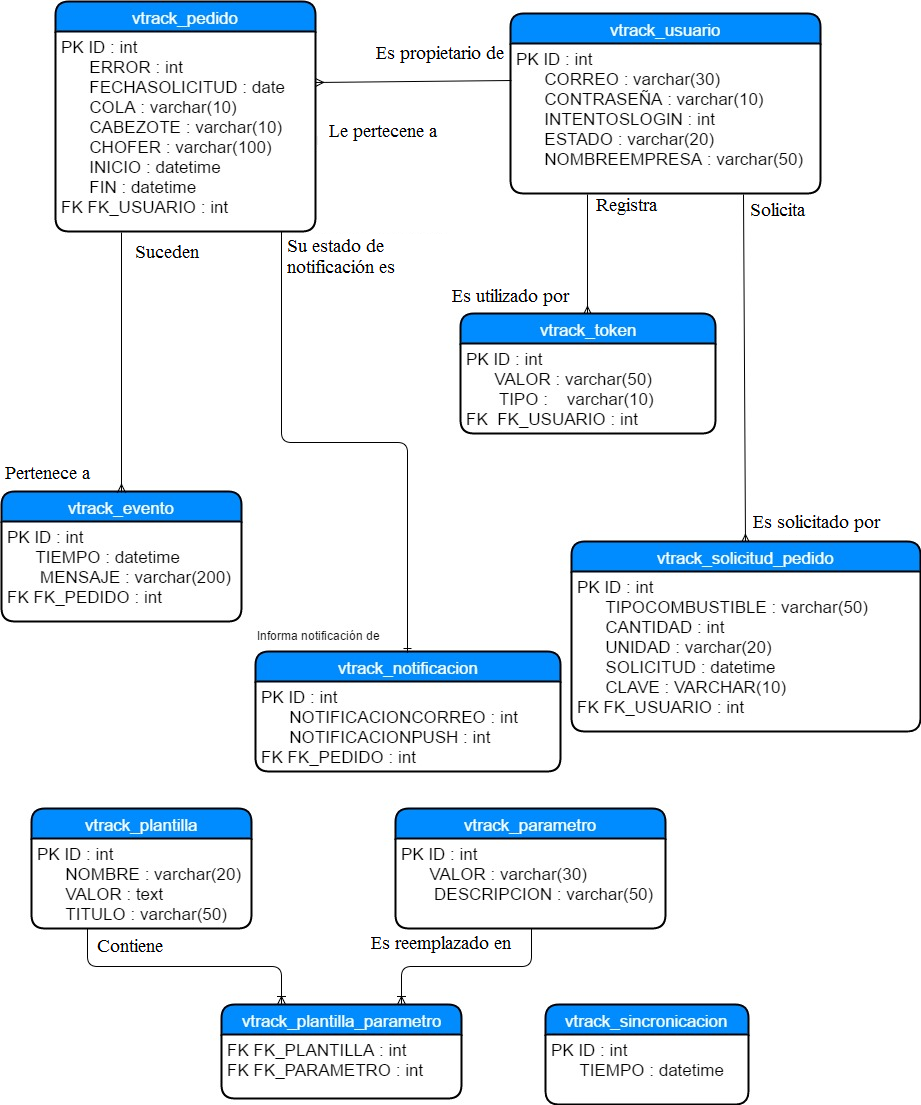 vtrack_pedido
PK ID : int
ERROR : int
FECHASOLICITUD : date
COLA : varchar(10)
CABEZOTE : varchar(10)
CHOFER : varchar(100)
INICIO : datetime
FIN : datetime
FK FK_USUARIO : int
Es propietario de
Le pertecene a
vtrack_usuario
PK ID : int
CORREO : varchar(30)
CONTRASEÑA : varchar(10)
INTENTOSLOGIN : int
ESTADO : varchar(20)
NOMBREEMPRESA : varchar(50)
Suceden
Su estado de
notificación es
Registra
Solicita
Es utilizado por
vtrack_token
PK ID : int
VALOR : varchar(50)
TIPO : varchar(10)
FK FK_USUARIO : int
Pertenece a
vtrack_evento
PK ID : int
TIEMPO : datetime
MENSAJE : varchar(200)
FK FK_PEDIDO : int
Es solicitado por
vtrack_solicitud_pedido
PK ID : int
TIPOCOMBUSTIBLE : varchar(50)
CANTIDAD : int
UNIDAD : varchar(20)
SOLICITUD : datetime
CLAVE : VARCHAR(10)
FK FK_USUARIO : int
Informa notificación de
vtrack_notificacion
PK ID : int
NOTIFICACIONCORREO : int
NOTIFICACIONPUSH : int
FK FK_PEDIDO : int
vtrack_plantilla
PK ID : int
NOMBRE : varchar(20)
VALOR : text
TITULO : varchar(50)
vtrack_parametro
PK ID : int
VALOR : varchar(30)
DESCRIPCION : varchar(50)
Contiene
Es reemplazado en
vtrack_plantilla_parametro
FK FK_PLANTILLA : int
FK FK_PARAMETRO : int
vtrack_sincronicacion
PK ID : int
TIEMPO : datetime